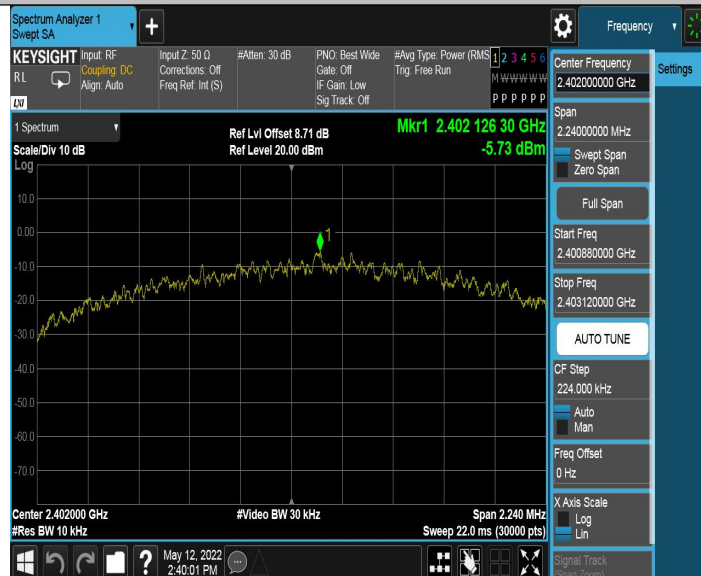 Spectrum Analyzer 1
Swept SA
+
Frequency
KEYSIGHT
RL
LXI
Input: RF
Coupling: DC
Align: Auto
Input Z: 50 Ω
Corrections: Off
Freq Ref: Int (S)
#Atten: 30 dB
PNO: Best Wide
Gate: Off
IF Gain: Low
Sig Track: Off
#Avg Type: Power (RMS
Trig: Free Run
1 2 3 4 5 6
M W W W W W
P P P P P P
1 Spectrum
Scale/Div 10 dB
Log
Ref Lvl Offset 8.71 dB
Ref Level 20.00 dBm
Mkr1 2.402 126 30 GHz
-5.73 dBm
10.0
0.00
-10.0
-20.0
-30.0
-40.0
-50.0
-60.0
-70.0
1
Center 2.402000 GHz
#Res BW 10 kHz
#Video BW 30 kHz
Span 2.240 MHz
Sweep 22.0 ms (30000 pts)
?
May 12, 2022
2:40:01 PM
Settings
Center Frequency
2.402000000 GHz
Span
2.24000000 MHz
Swept Span
Zero Span
Full Span
Start Freq
2.400880000 GHz
Stop Freq
2.403120000 GHz
AUTO TUNE
CF Step
224.000 kHz
Auto
Man
Freq Offset
0 Hz
X Axis Scale
Log
Lin
Signal Track
(Span Zoom)